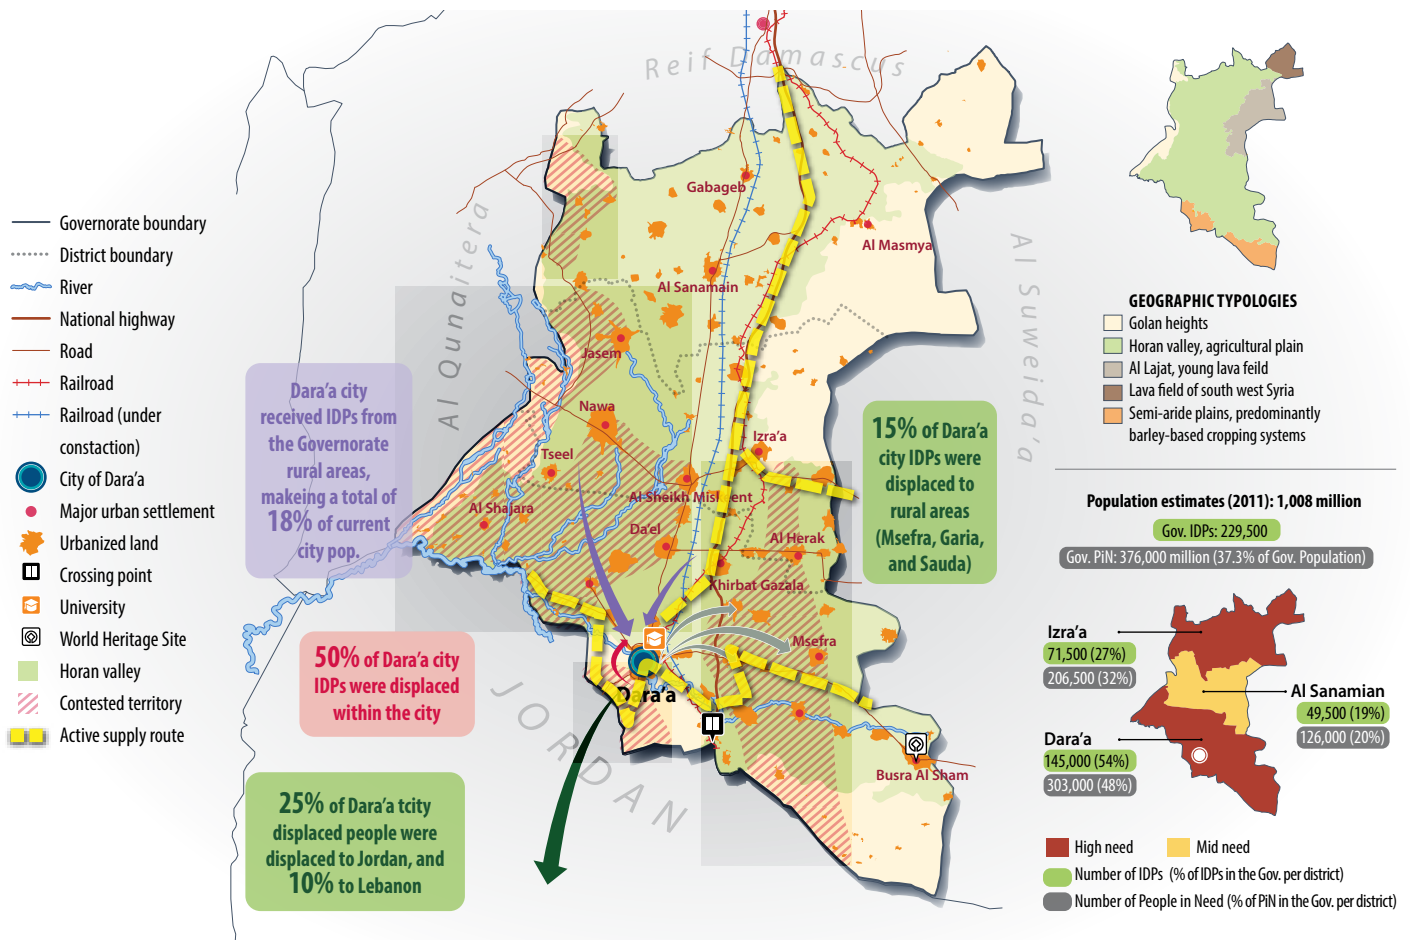 Reif Damascus
Al Qunaitera
Al Suweida'a
JORDAN
Governorate boundary
District boundary
River
National highway
Road
Railroad
Railroad (under
constaction)
City of Dara'a
Major urban settlement
Urbanized land
Crossing point
University
World Heritage Site
Horan valley
Contested territory
Active supply route
Dara'a city
received IDPs from
the Governorate
rural areas,
makeing a total of
18% of current
city pop.
50% of Dara'a city
IDPs were displaced
within the city
25% of Dara'a tcity
displaced people were
displaced to Jordan, and
10% to Lebanon
15% of Dara'a
city IDPs were
displaced to
rural areas
(Msefra, Garia,
and Sauda)
Gabageb
Al Masmya
Al Sanamain
Jasem
Nawa
Izra'a
Tseel
Al-Sheikh Miskeent
Al Shajara
Da'el
Al Herak
Khirbat Gazala
Msefra
Dara'a
Busra Al Sham
GEOGRAPHIC TYPOLOGIES
Golan heights
Horan valley, agricultural plain
Al Lajat, young lava feild
Lava field of south west Syria
Semi-aride plains, predominantly
barley-based cropping systems
Population estimates (2011): 1,008 million
Gov. IDPs: 229,500
Gov. PiN: 376,000 million (37.3% of Gov. Population)
Izra'a
71,500 (27%)
206,500 (32%)
Al Sanamian
49,500 (19%)
126,000 (20%)
Dara'a
145,000 (54%)
303,000 (48%)
High need
Mid need
Number of IDPs (% of IDPs in the Gov. per district)
Number of People in Need (% of PiN in the Gov. per district)